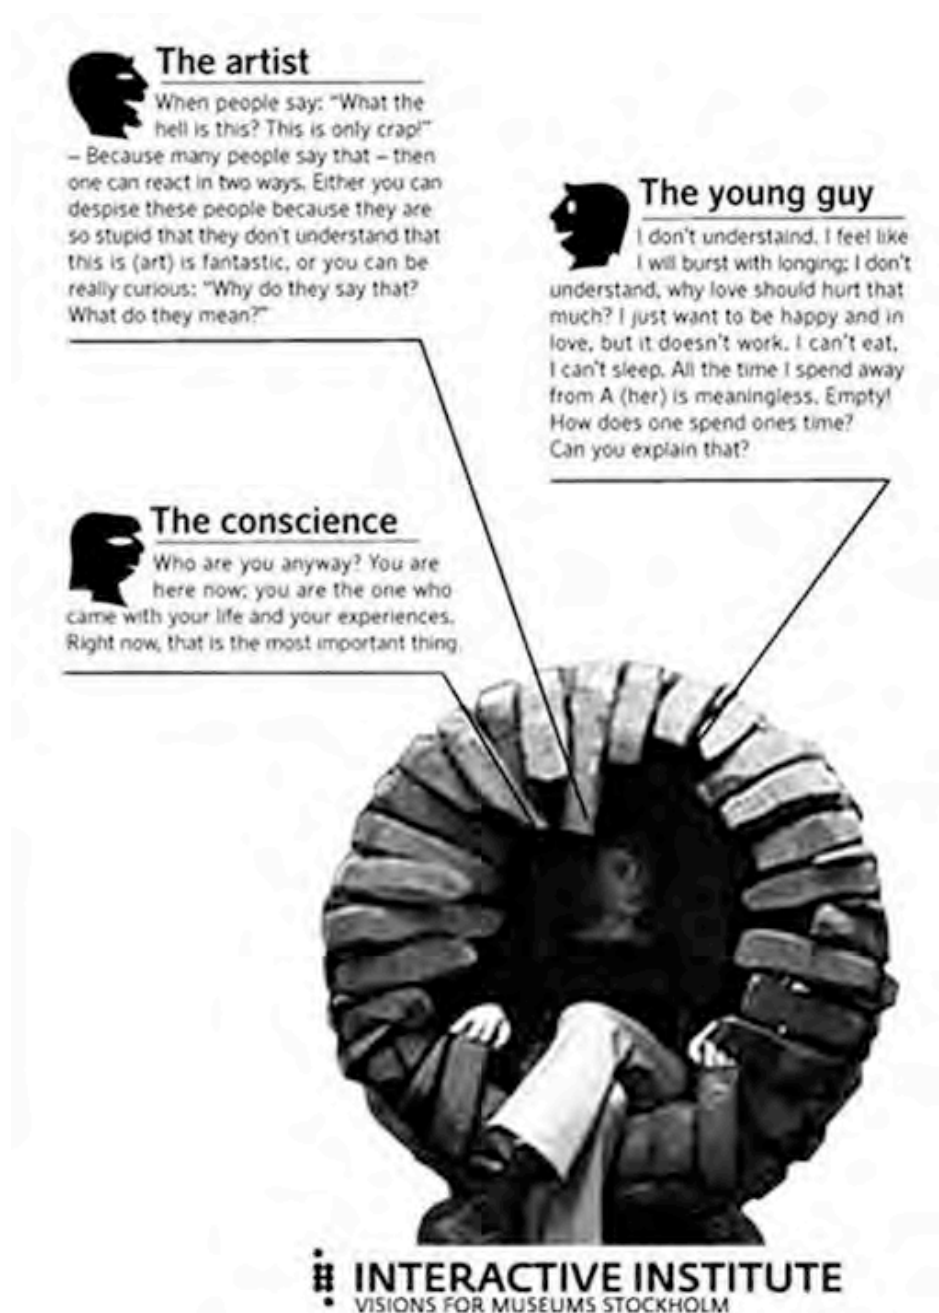 The artist
When people say: "What the
hell is this? This is only crap!"
– Because many people say that – then
one can react in two ways. Either you can
despise these people because they are
so stupid that they don't understand that
this is (art) is fantastic, or you can be
really curious: "Why do they say that?
What do they mean?"
The young guy
I don't understaind. I feel like
I will burst with longing; I don't
understand, why love should hurt that
much? I just want to be happy and in
love, but it doesn't work. I can't eat,
I can't sleep. All the time I spend away
from A (her) is meaningless. Empty!
How does one spend ones time?
Can you explain that?
The conscience
Who are you anyway? You are
here now; you are the one who
came with your life and your experiences.
Right now, that is the most important thing
INTERACTIVE INSTITUTE
VISIONS FOR MUSEUMS STOCKHOLM